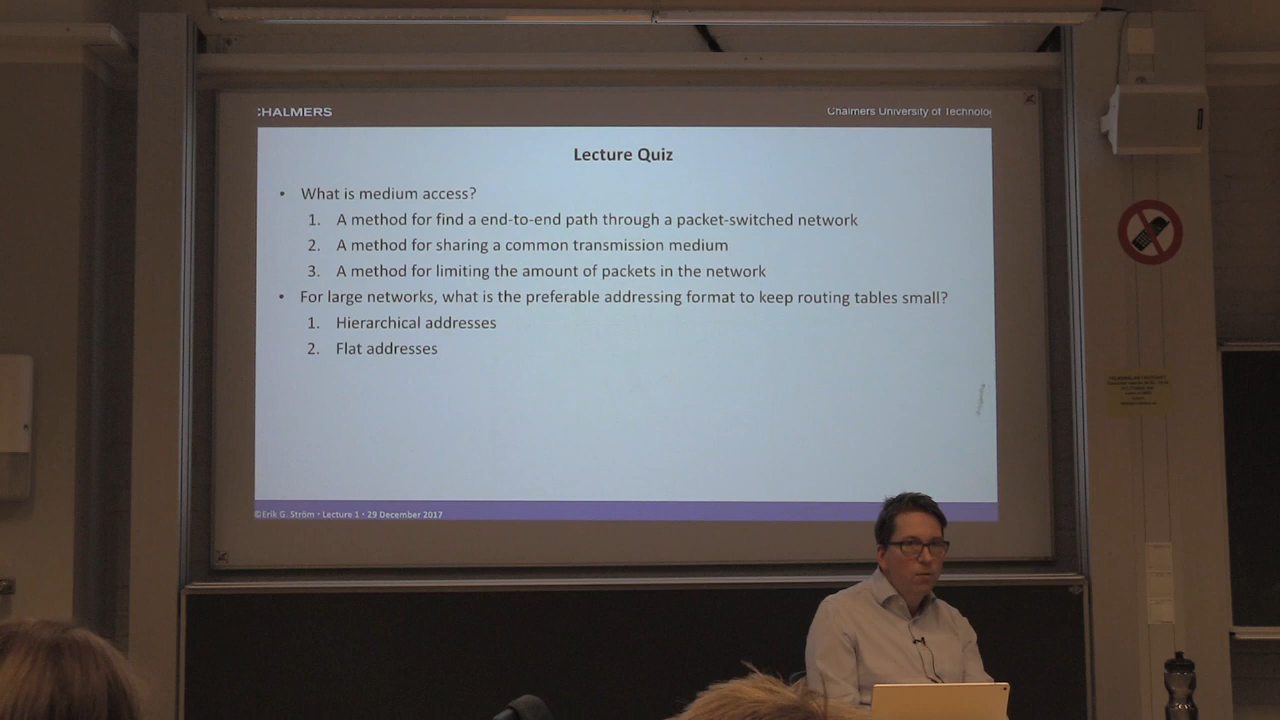 CHALMERS
Chalmers University of Technolo
Lecture Quiz
• What is medium access?
1. A method for find a end-to-end path through a packet-switched network
2. A method for sharing a common transmission medium
3. A method for limiting the amount of packets in the network
• For large networks, what is the preferable addressing format to keep routing tables small?
1. Hierarchical addresses
2. Flat addresses
©Erik G. Ström • Lecture 1 • 29 December 2017